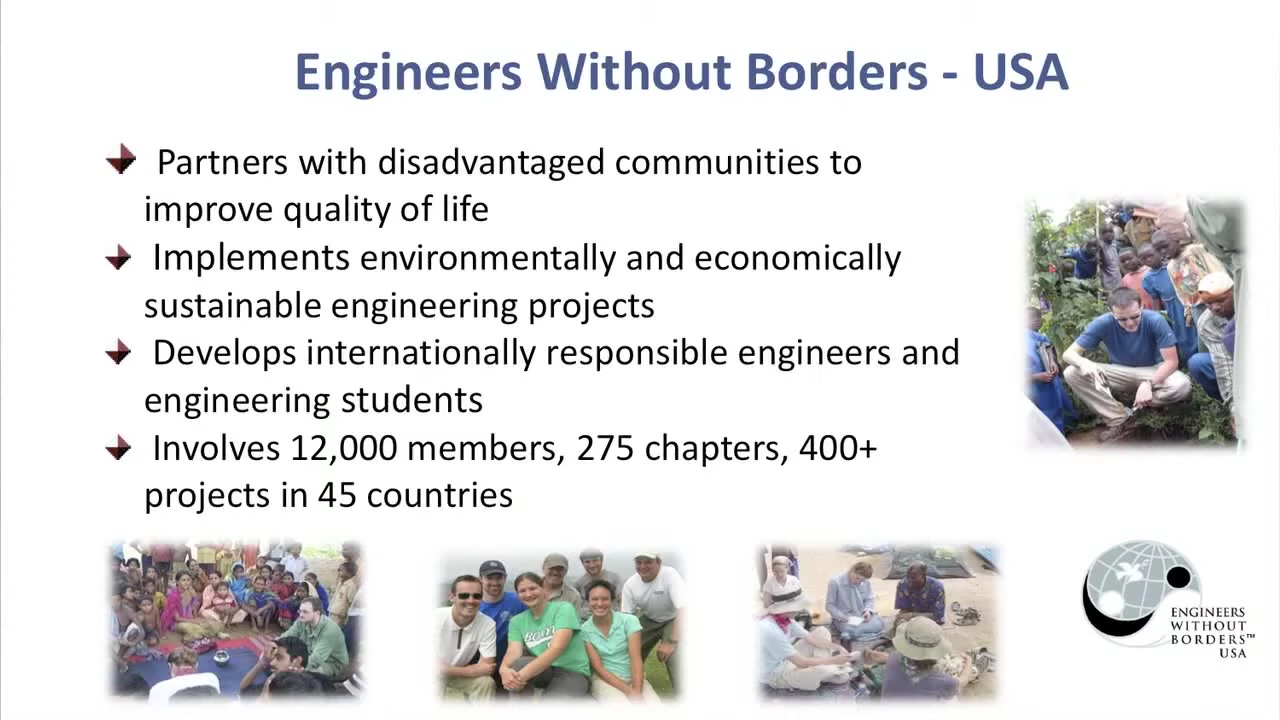 Engineers Without Borders - USA
Partners with disadvantaged communities to
improve quality of life
Implements environmentally and economically
sustainable engineering projects
Develops internationally responsible engineers and
engineering students
Involves 12,000 members, 275 chapters, 400+
projects in 45 countries
ENGINEERS
WITHOUT
BORDERS™
USA